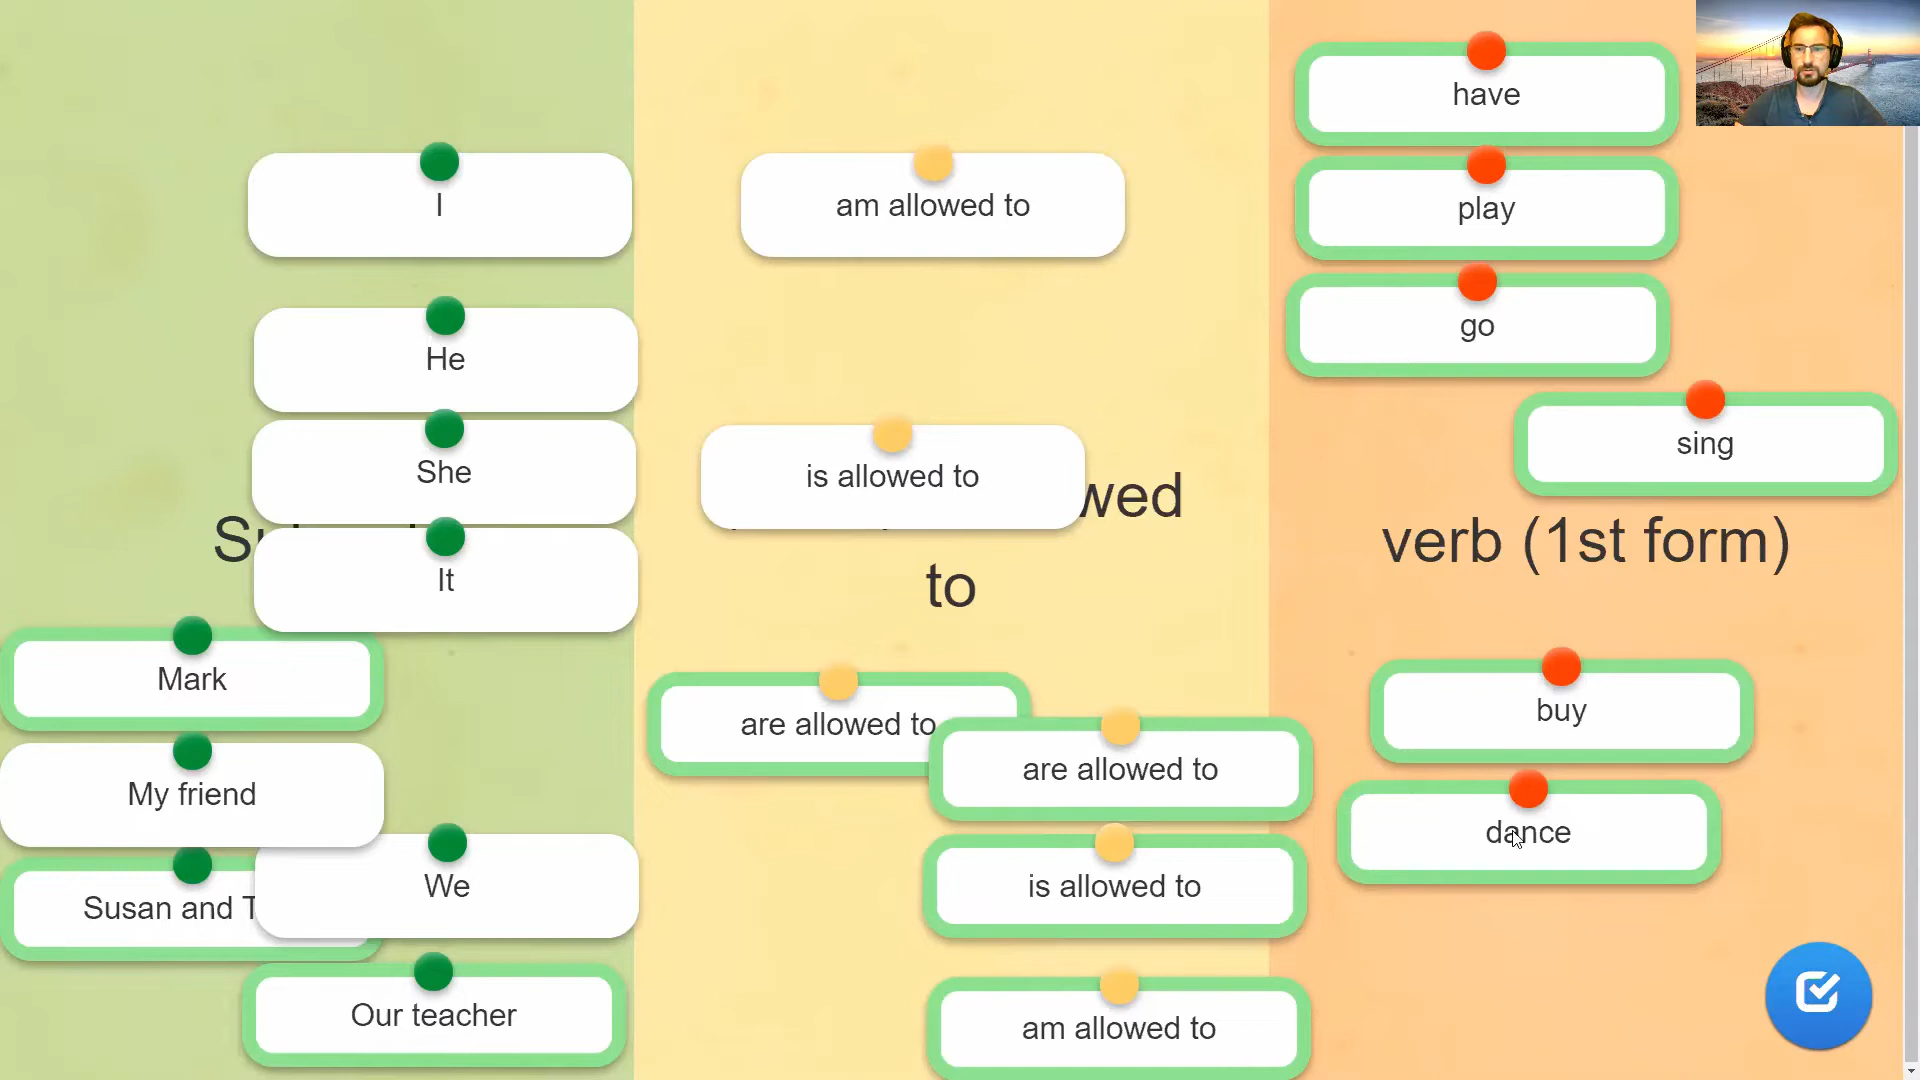 I
He
She
It
Mark
My friend
Susan and
We
Our teacher
am allowed to
is allowed to
to
are allowed to
are allowed to
is allowed to
am allowed to
have
play
go
sing
verb (1st form)
buy
dance